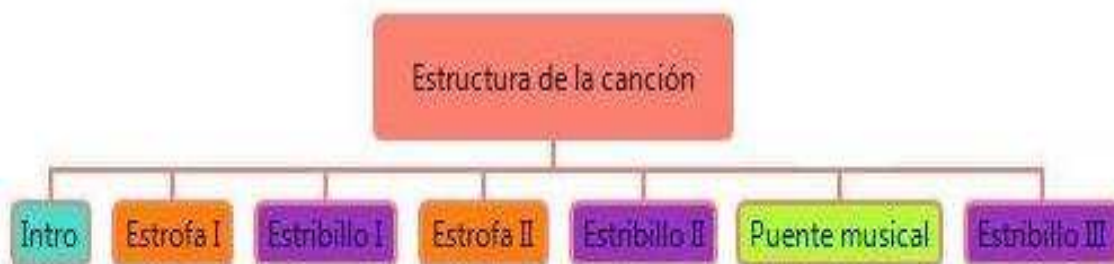 Estructura de la canción
Intro
Estrofa I
Estribillo I
Estrofa II
Estribillo II
Puente musical
Estribillo III